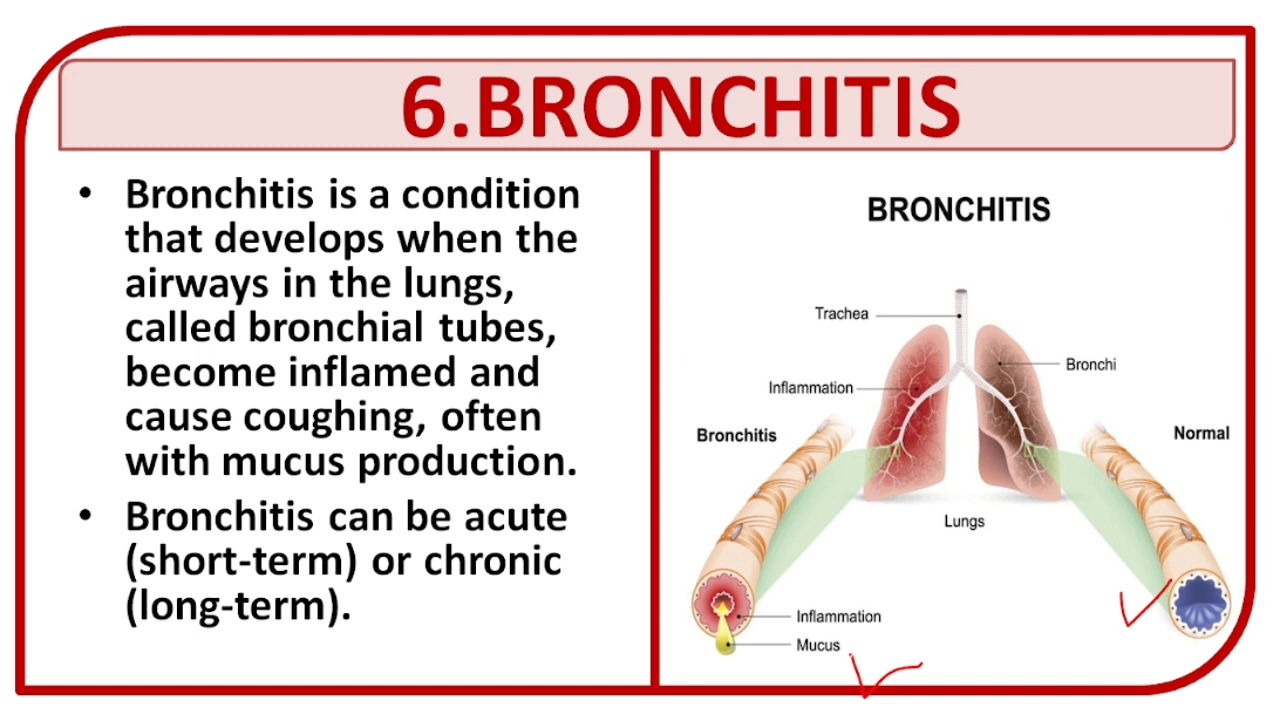 6.BRONCHITIS
• Bronchitis is a condition
that develops when the
airways in the lungs,
called bronchial tubes,
become inflamed and
cause coughing, often
with mucus production.
• Bronchitis can be acute
(short-term) or chronic
(long-term).
BRONCHITIS
Trachea
Bronchi
Inflammation
Bronchitis
Normal
Lungs
Inflammation
Mucus